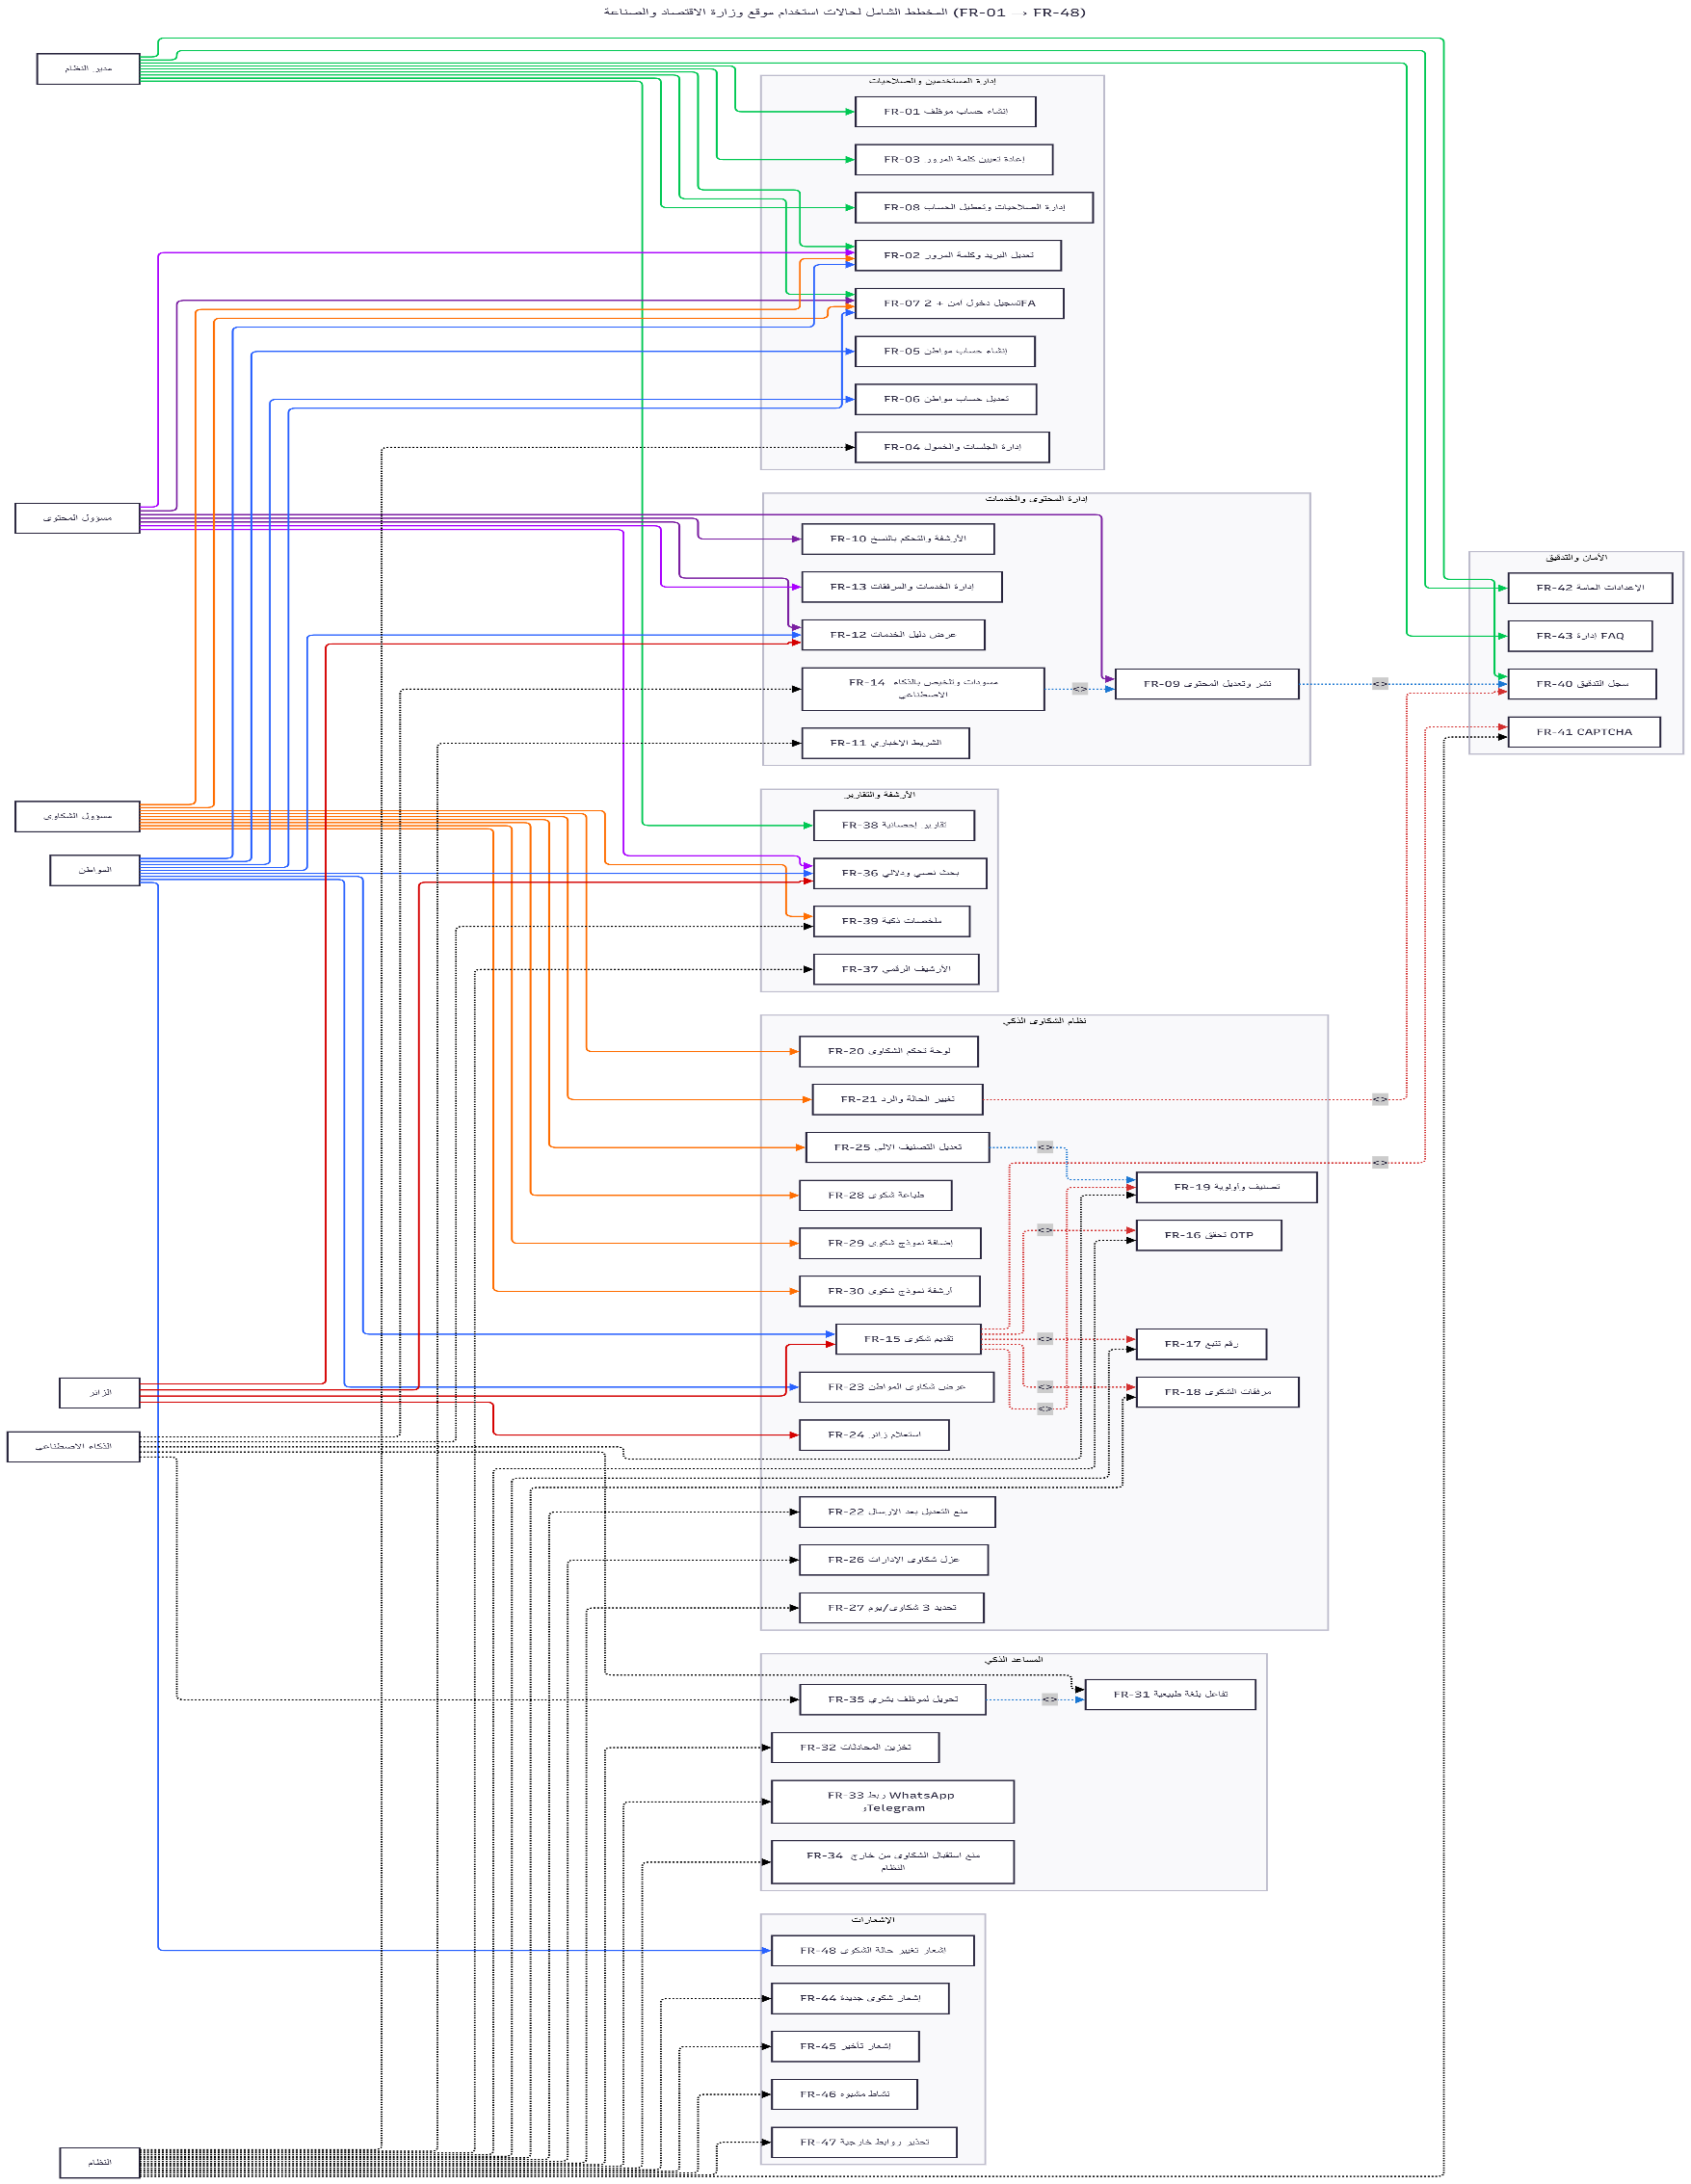 المخطط الشامل لحالات استخدام موقع وزارة الاقتصاد والصناعة (FR-01 → FR-48)
مدير النظام
إدارة المستخدمين والصلاحيات
FR-01 إنشاء حساب موظف
FR-03 إعادة تعيين كلمة المرور
FR-08 إدارة الصلاحيات وتعطيل الحساب
FR-02 تعديل البريد وكلمة المرور
FR-07 تسجيل دخول آمن + 2FA
FR-05 إنشاء حساب مواطن
FR-06 تعديل حساب مواطن
FR-04 إدارة الجلسات والخمول
مسؤول المحتوى
إدارة المحتوى والخدمات
FR-10 الأرشفة والتحكم بالنسخ
FR-13 إدارة الخدمات والمرفقات
FR-12 عرض دليل الخدمات
FR-14 مسودات وتلخيص بالذكاء
الاصطناعي
<>
FR-09 نشر وتعديل المحتوى
<>
FR-11 الشريط الإخباري
الأمان والتدقيق
FR-42 الإعدادات العامة
FR-43 إدارة FAQ
FR-40 سجل التدقيق
FR-41 CAPTCHA
مسؤول الشكاوى
المواطن
الأرشفة والتقارير
FR-38 تقارير إحصائية
FR-36 بحث نصي ودلالي
FR-39 ملخصات ذكية
FR-37 الأرشيف الرقمي
نظام الشكاوى الذكي
FR-20 لوحة تحكم الشكاوى
FR-21 تغيير الحالة والرد
<>
FR-25 تعديل التصنيف الآلي
<>
<>
FR-19 تصنيف وأولوية
FR-28 طباعة شكوى
<>
FR-16 تحقق OTP
FR-29 إضافة نموذج شكوى
FR-30 أرشفة نموذج شكوى
FR-15 تقديم شكوى
<>
FR-17 رقم تتبع
FR-23 عرض شكاوى المواطن
<>
FR-18 مرفقات الشكوى
<>
FR-24 استعلام زائر
الزائر
الذكاء الاصطناعي
FR-22 منع التعديل بعد الإرسال
FR-26 عزل شكاوى الإدارات
FR-27 تحديد 3 شكاوى/يوم
المساعد الذكي
FR-35 تحويل لموظف بشري
<>
FR-31 تفاعل بلغة طبيعية
FR-32 تخزين المحادثات
FR-33 ربط WhatsApp
وTelegram
FR-34 منع استقبال الشكاوى من خارج
النظام
الإشعارات
FR-48 إشعار تغيير حالة الشكوى
FR-44 إشعار شكوى جديدة
FR-45 إشعار تأخير
FR-46 نشاط مشبوه
FR-47 تحذير روابط خارجية
النظام